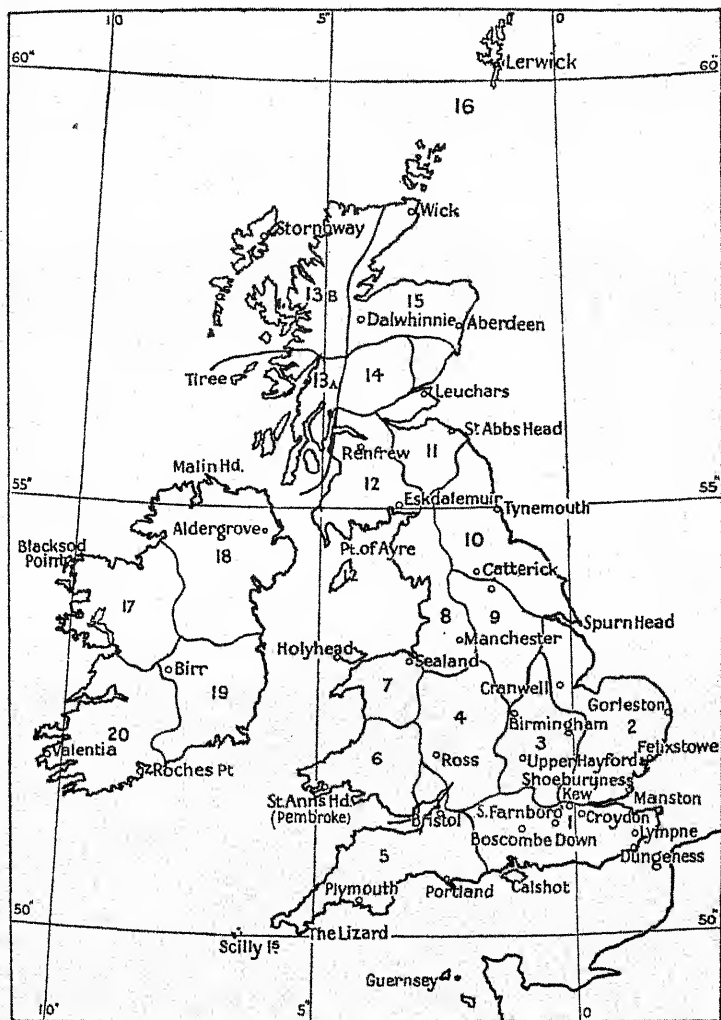 10
5°
0
60°
60°
Lerwick
16
Wick
Stornoway
13B
15
Dalwhinnie
Aberdeen
Tiree
13A
14
Leuchars
St Abbs Head
Renfrew
11
Malin Hd.
12
55°
55°
Eskdalemuir
Tynemouth
Aldergrove
18
Pt. of Ayre
10
Blacksod
Point
12
Catterick
17
8
9
Spurn Head
Manchester
Holyhead
Sealand
Birr
19
7
Cranwell
Gorleston
4
Birmingham
2
20
6
3
Felixstowe
Valentia
Ross
Upper Hayford
Roches Pt
Shoeburyness
St. Anns Hd.
(Pembroke)
Kew
Manston
Bristol
S. Farnboro
1
Croydon
Lympne
Boscombe Down
5
Dungeness
Plymouth
Portland
Calshot
50°
50°
Scilly Is.
The Lizard
Guernsey
10°
5°
0